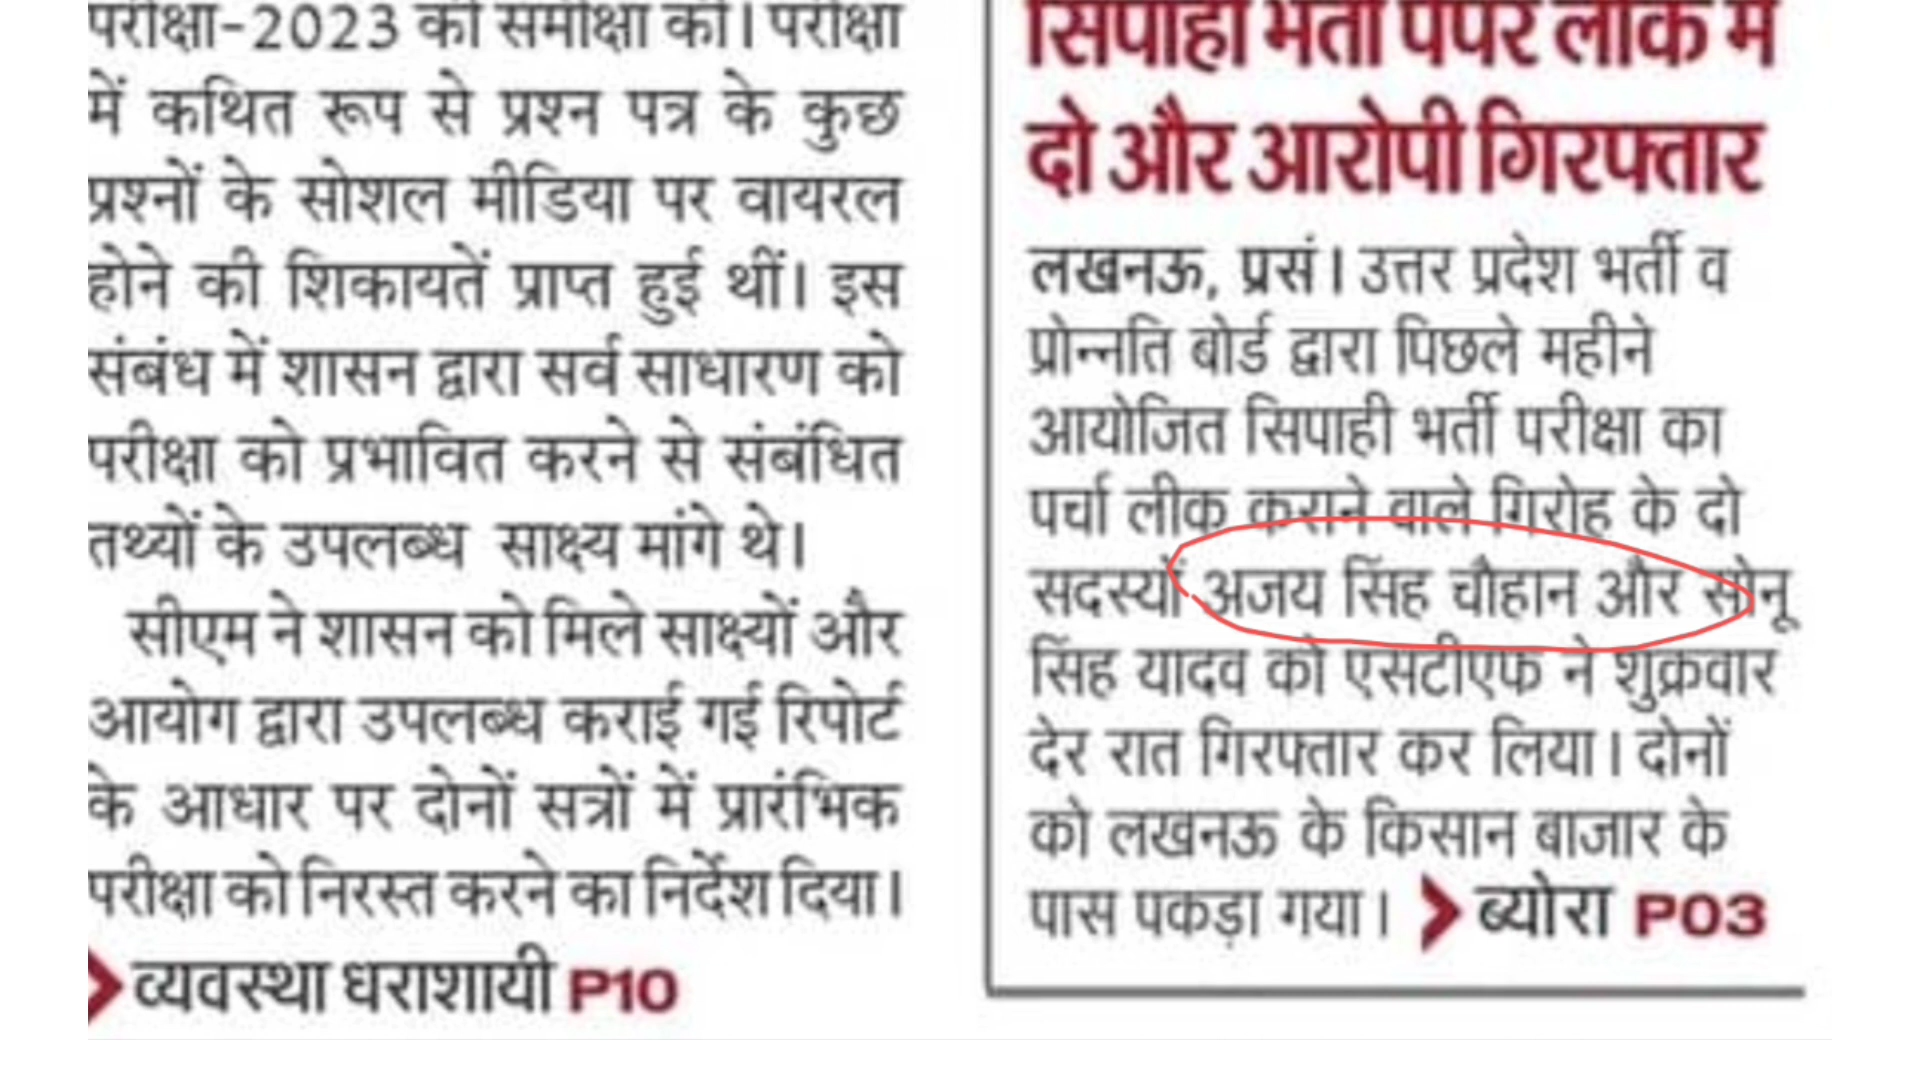 परीक्षा-2023 की समीक्षा की। परीक्षा
में कथित रूप से प्रश्न पत्र के कुछ
प्रश्नों के सोशल मीडिया पर वायरल
होने की शिकायतें प्राप्त हुई थीं। इस
संबंध में शासन द्वारा सर्व साधारण को
परीक्षा को प्रभावित करने से संबंधित
तथ्यों के उपलब्ध साक्ष्य मांगे थे।
सीएम ने शासन को मिले साक्ष्यों और
आयोग द्वारा उपलब्ध कराई गई रिपोर्ट
के आधार पर दोनों सत्रों में प्रारंभिक
परीक्षा को निरस्त करने का निर्देश दिया।
व्यवस्था धराशायी P10
सिपाही भर्ती पेपर लीक में
दो और आरोपी गिरफ्तार
लखनऊ, प्रसं। उत्तर प्रदेश भर्ती व
प्रोन्नति बोर्ड द्वारा पिछले महीने
आयोजित सिपाही भर्ती परीक्षा का
पर्चा लीक कराने वाले गिरोह के दो
सदस्यों अजय सिंह चौहान और सोनू
सिंह यादव को एसटीएफ ने शुक्रवार
देर रात गिरफ्तार कर लिया। दोनों
को लखनऊ के किसान बाजार के
पास पकड़ा गया। ब्योरा P03